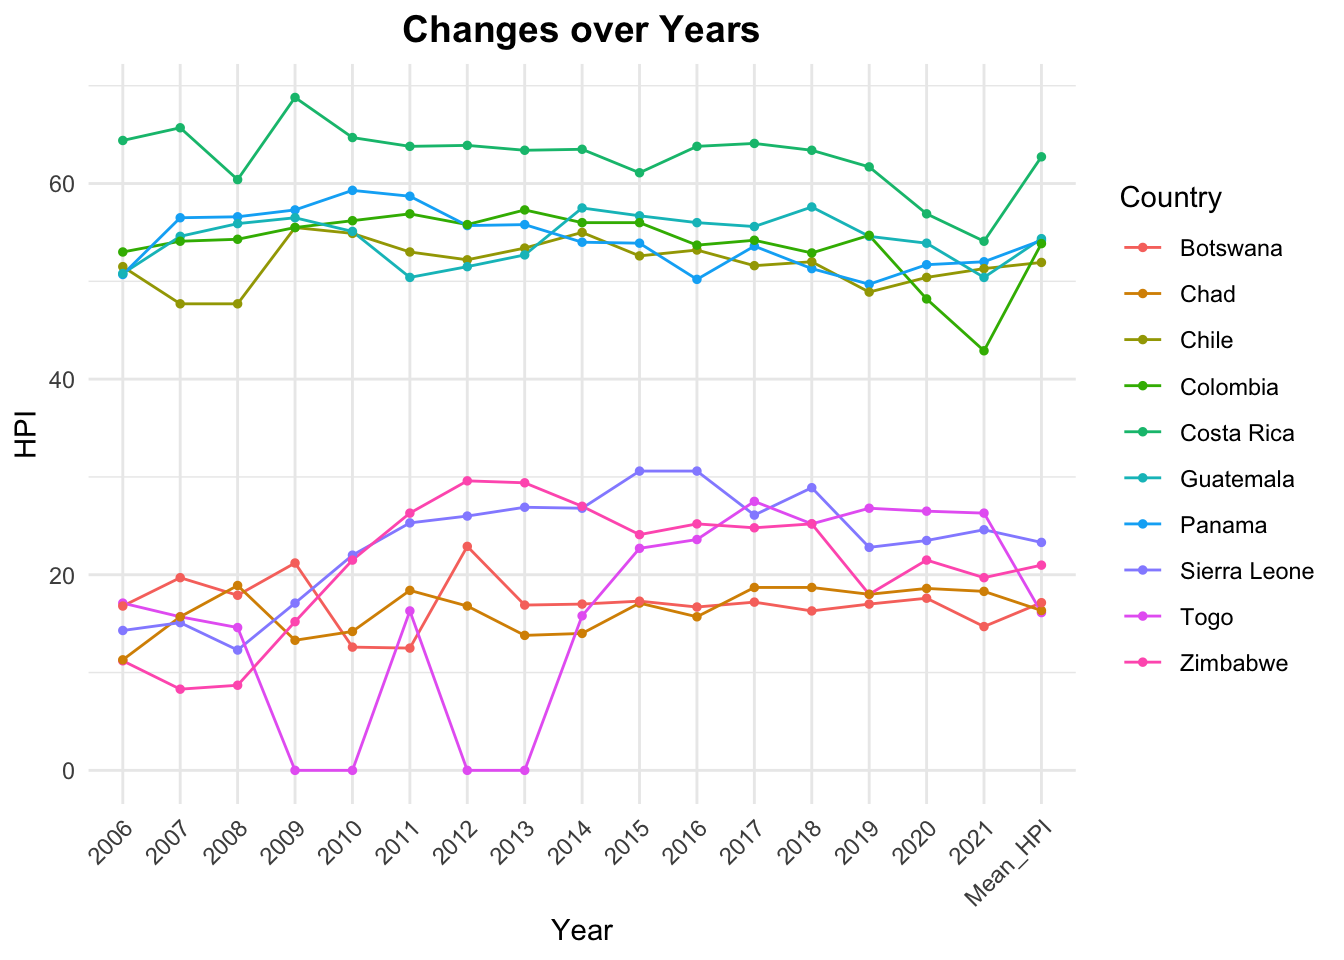 Changes over Years
HPI
60
40
20
0
2006
2007
2008
2009
2010
2011
2012
2013
2014
2015
2016
2017
2018
2019
2020
2021
Mean_HPI
Year
Country
Botswana
Chad
Chile
Colombia
Costa Rica
Guatemala
Panama
Sierra Leone
Togo
Zimbabwe